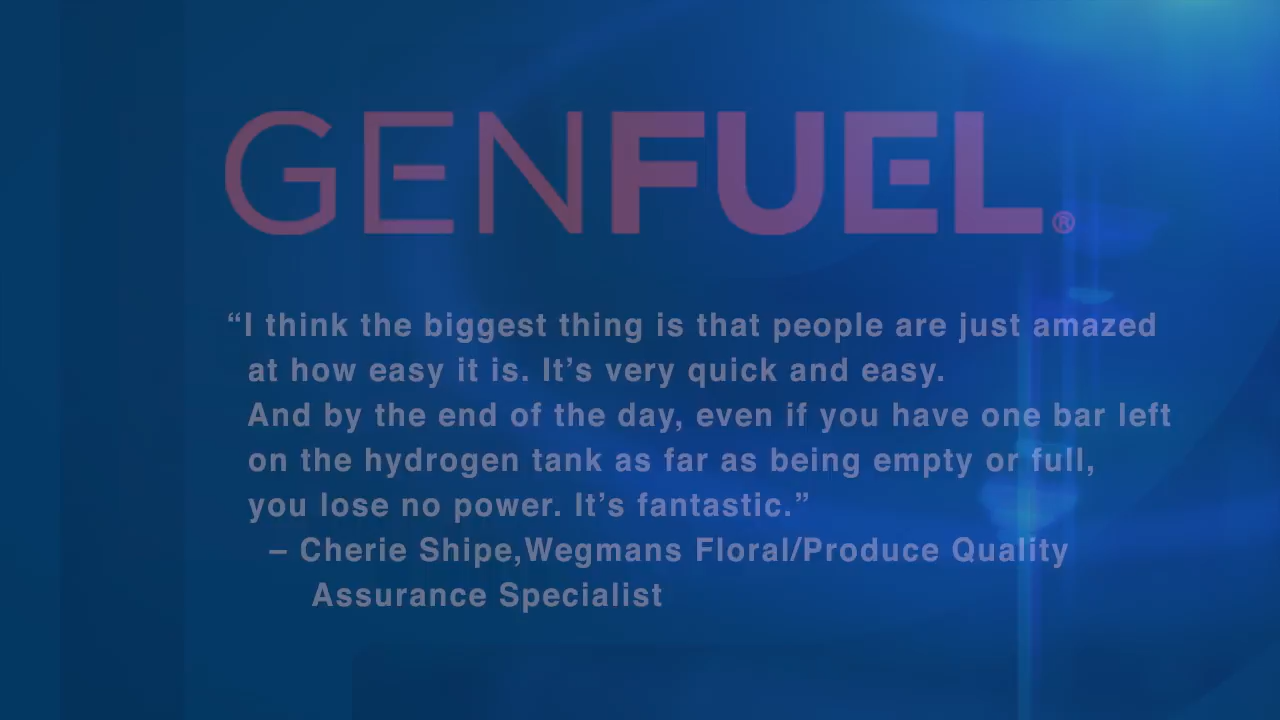 GENFUEL®
“I think the biggest thing is that people are just amazed
at how easy it is. It’s very quick and easy.
And by the end of the day, even if you have one bar left
on the hydrogen tank as far as being empty or full,
you lose no power. It’s fantastic.”
– Cherie Shipe,Wegmans Floral/Produce Quality
Assurance Specialist